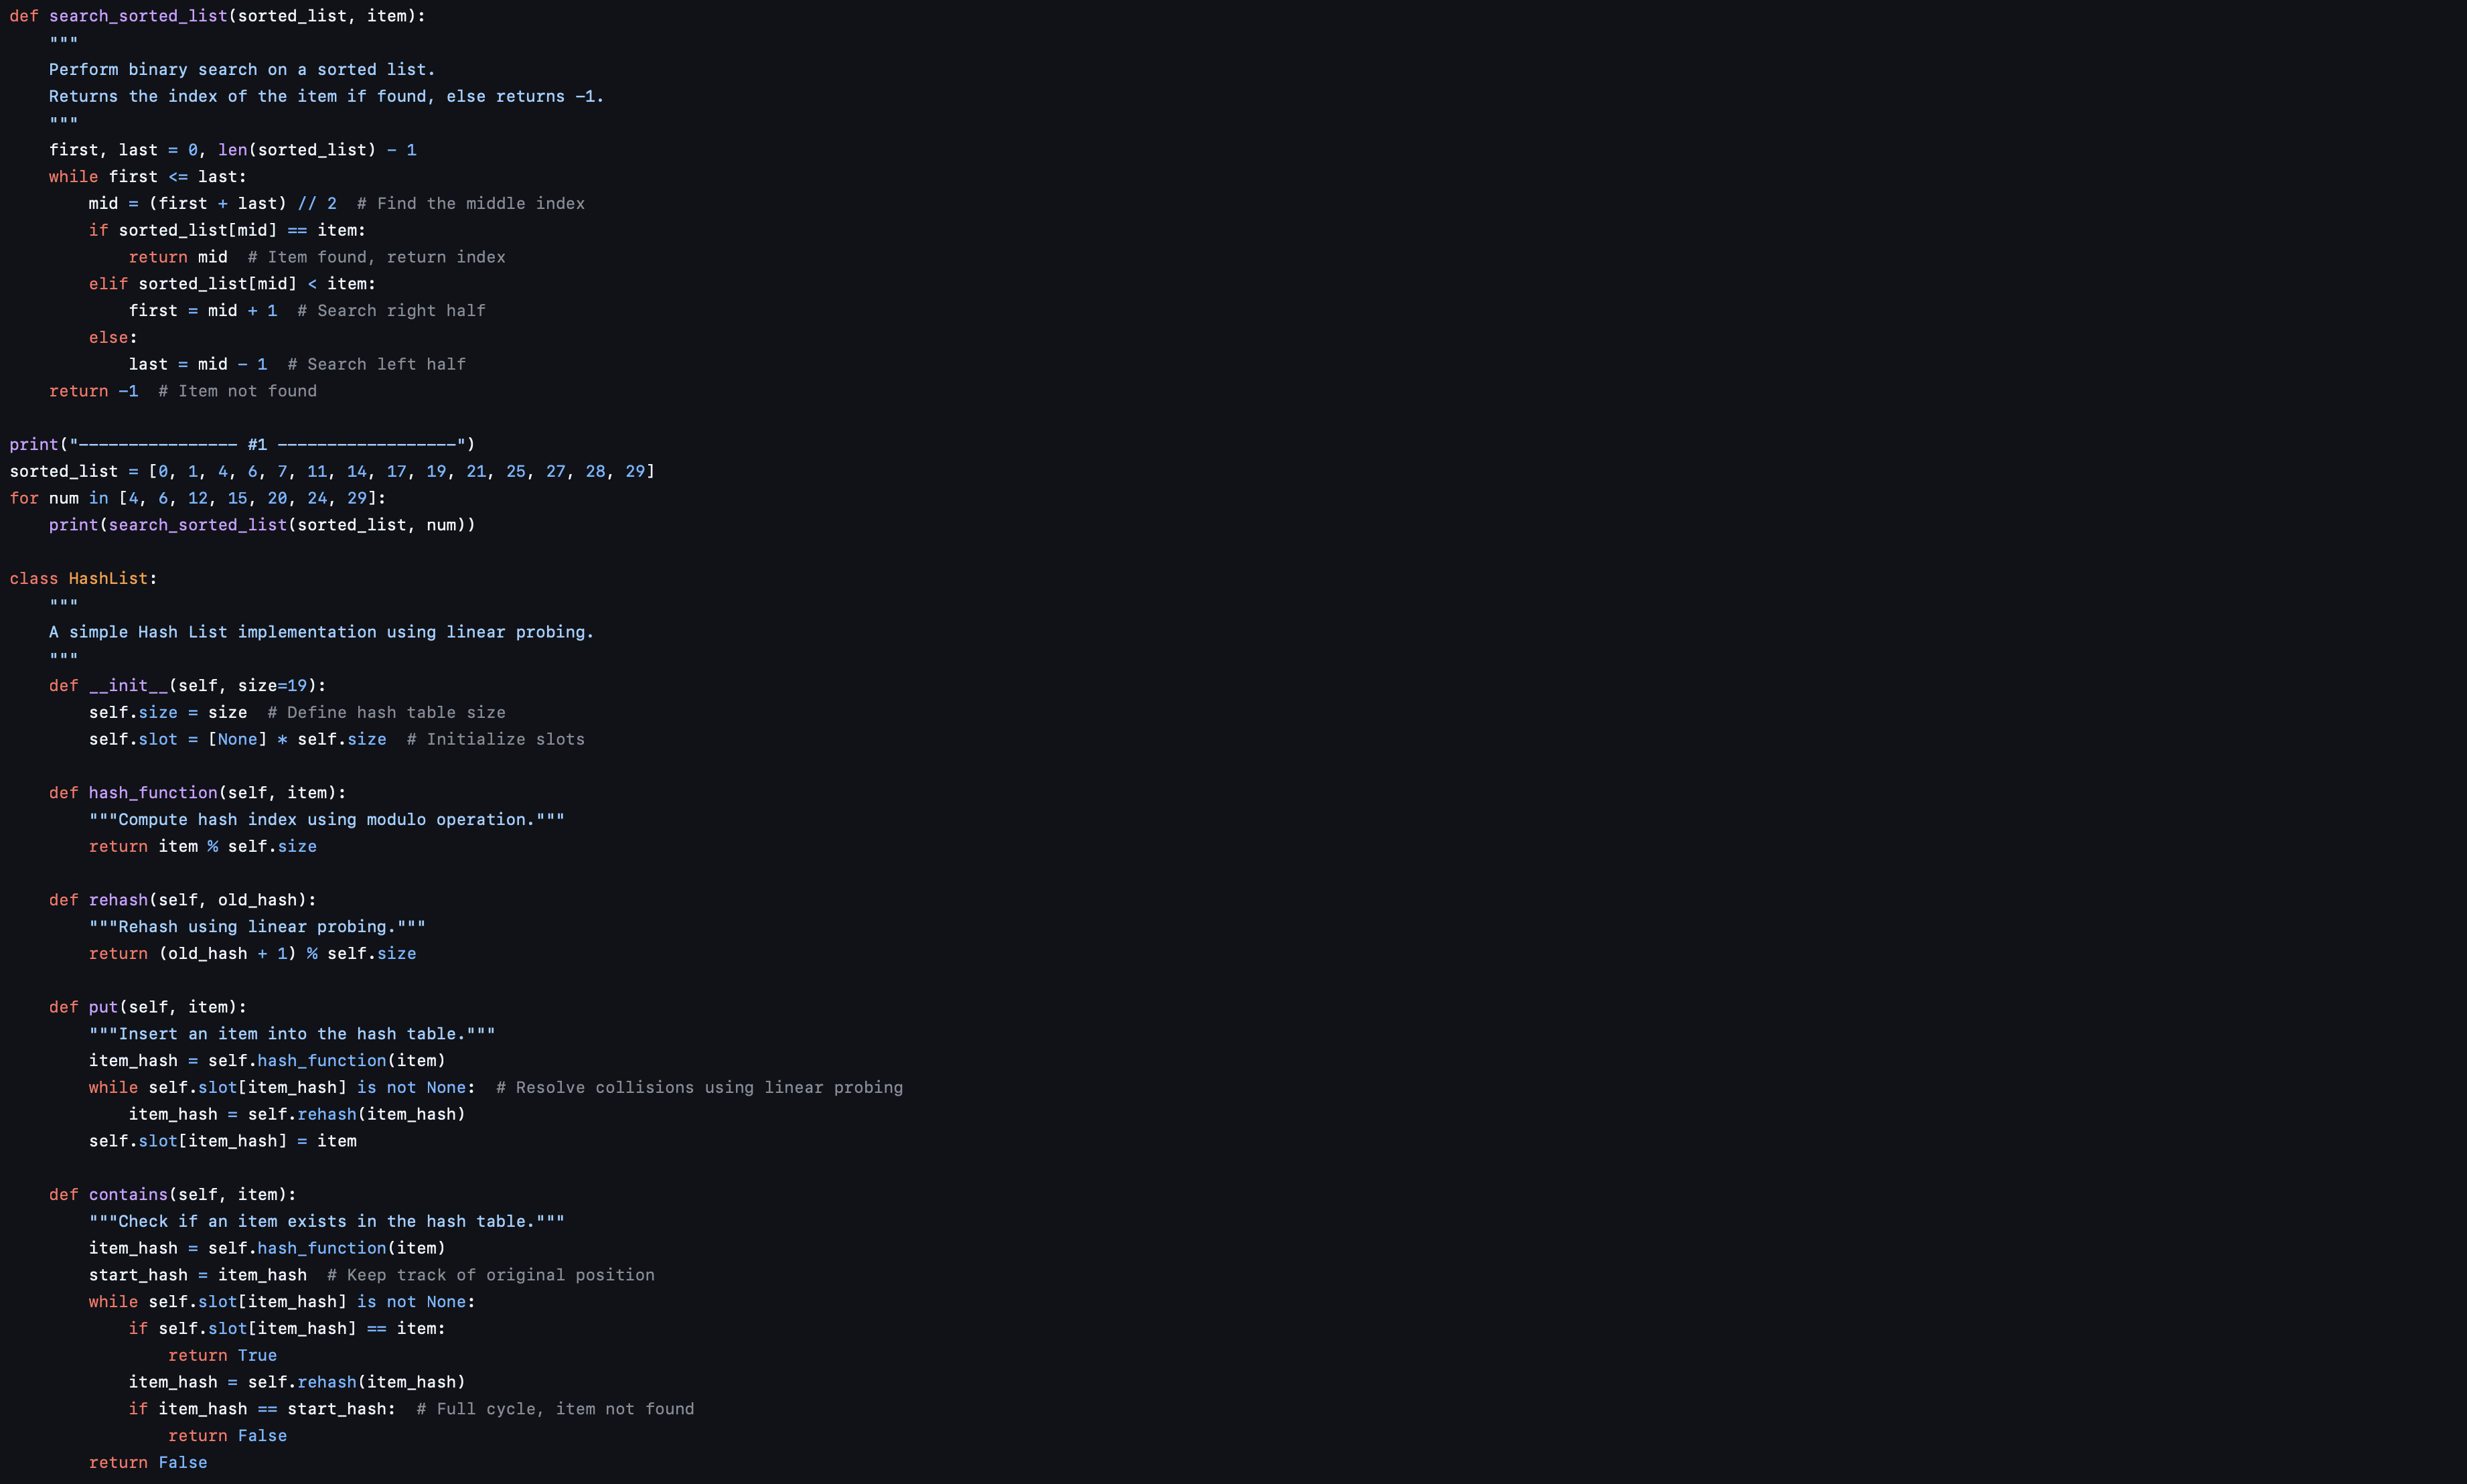 def search_sorted_list(sorted_list, item):
    """
    Perform binary search on a sorted list.
    Returns the index of the item if found, else returns -1.
    """
    first, last = 0, len(sorted_list) - 1
    while first <= last:
        mid = (first + last) // 2  # Find the middle index
        if sorted_list[mid] == item:
            return mid  # Item found, return index
        elif sorted_list[mid] < item:
            first = mid + 1  # Search right half
        else:
            last = mid - 1  # Search left half
    return -1  # Item not found

print("---------------- #1 ------------------")
sorted_list = [0, 1, 4, 6, 7, 11, 14, 17, 19, 21, 25, 27, 28, 29]
for num in [4, 6, 12, 15, 20, 24, 29]:
    print(search_sorted_list(sorted_list, num))

class HashList:
    """
    A simple Hash List implementation using linear probing.
    """
    def __init__(self, size=19):
        self.size = size  # Define hash table size
        self.slot = [None] * self.size  # Initialize slots

    def hash_function(self, item):
        """Compute hash index using modulo operation."""
        return item % self.size

    def rehash(self, old_hash):
        """Rehash using linear probing."""
        return (old_hash + 1) % self.size

    def put(self, item):
        """Insert an item into the hash table."""
        item_hash = self.hash_function(item)
        while self.slot[item_hash] is not None:  # Resolve collisions using linear probing
            item_hash = self.rehash(item_hash)
        self.slot[item_hash] = item

    def contains(self, item):
        """Check if an item exists in the hash table."""
        item_hash = self.hash_function(item)
        start_hash = item_hash  # Keep track of original position
        while self.slot[item_hash] is not None:
            if self.slot[item_hash] == item:
                return True
            item_hash = self.rehash(item_hash)
            if item_hash == start_hash:  # Full cycle, item not found
                return False
        return False